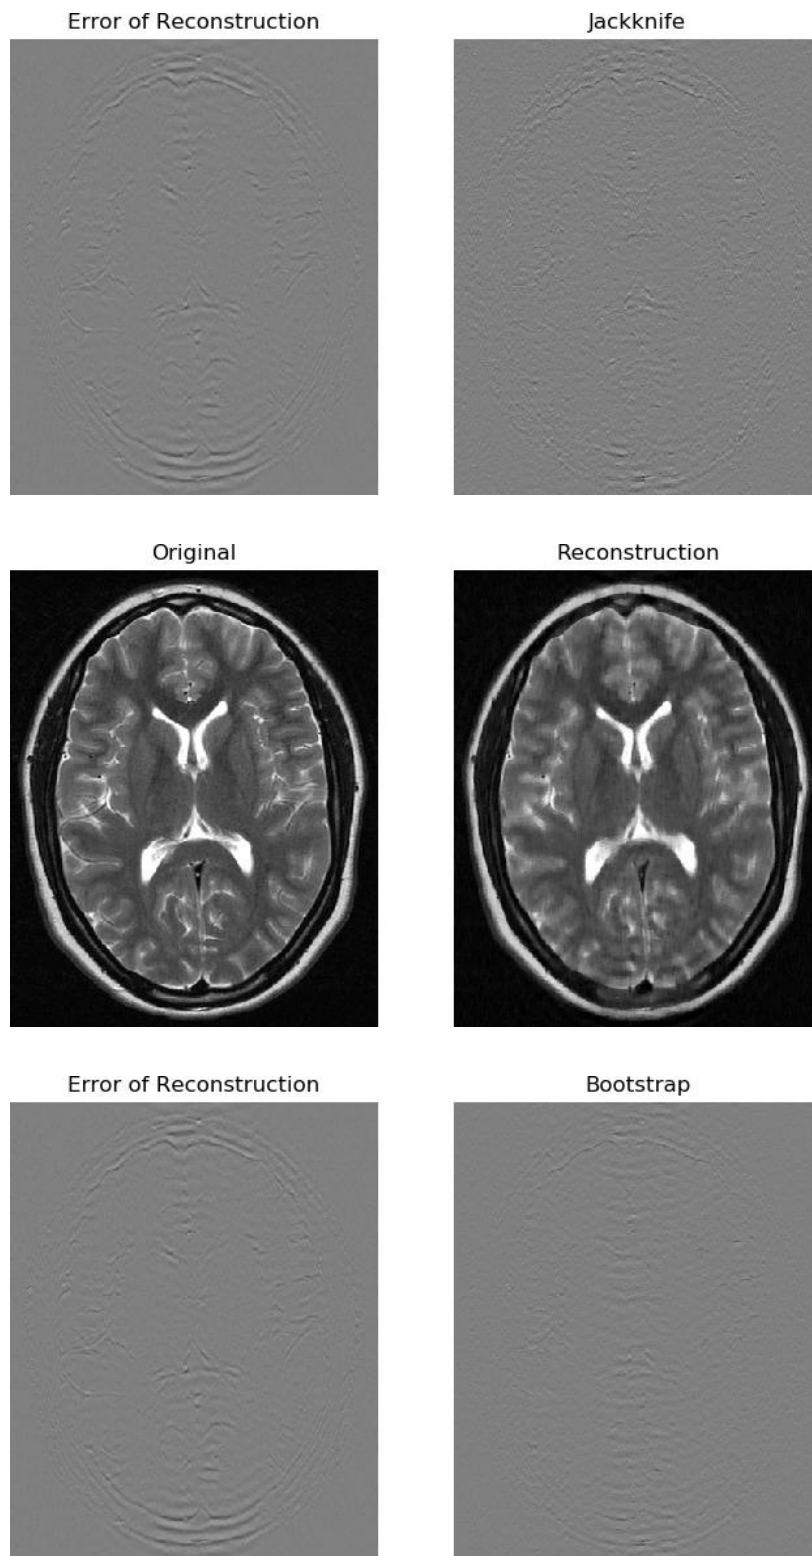 Error of Reconstruction
Jackknife
Original
Reconstruction
Error of Reconstruction
Bootstrap